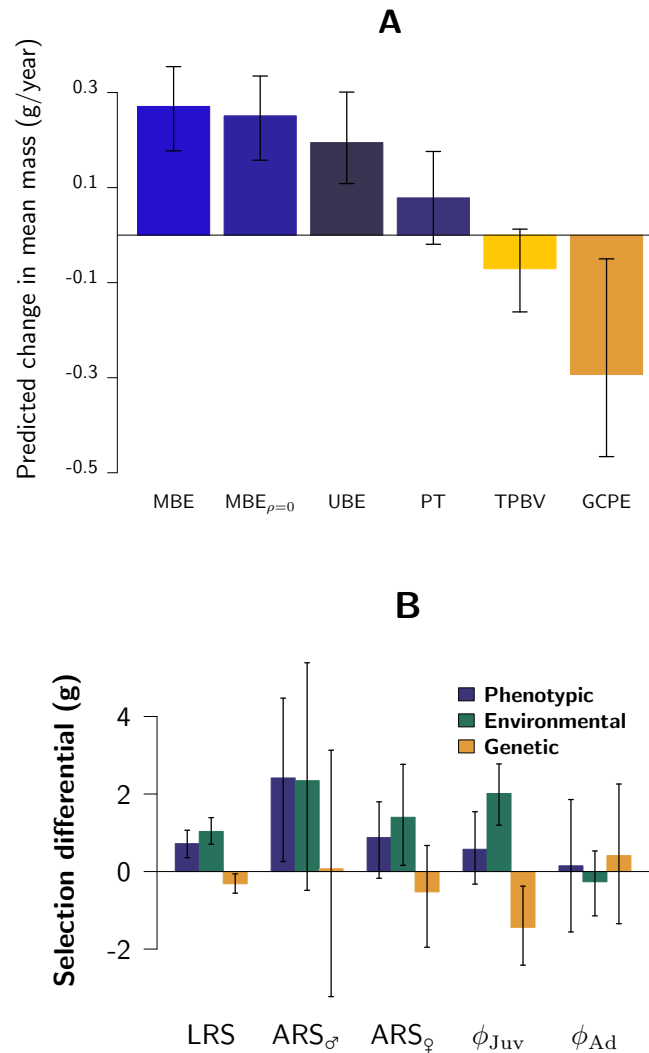 A
Predicted change in mean mass (g/year)
0.3
0.1
-0.1
-0.3
-0.5
MBE MBEρ=0 UBE PT TPBV GCPE
B
Selection differential (g)
4
2
0
-2
Phenotypic
Environmental
Genetic
LRS ARS♂ ARS♀ ϕJuv ϕAd